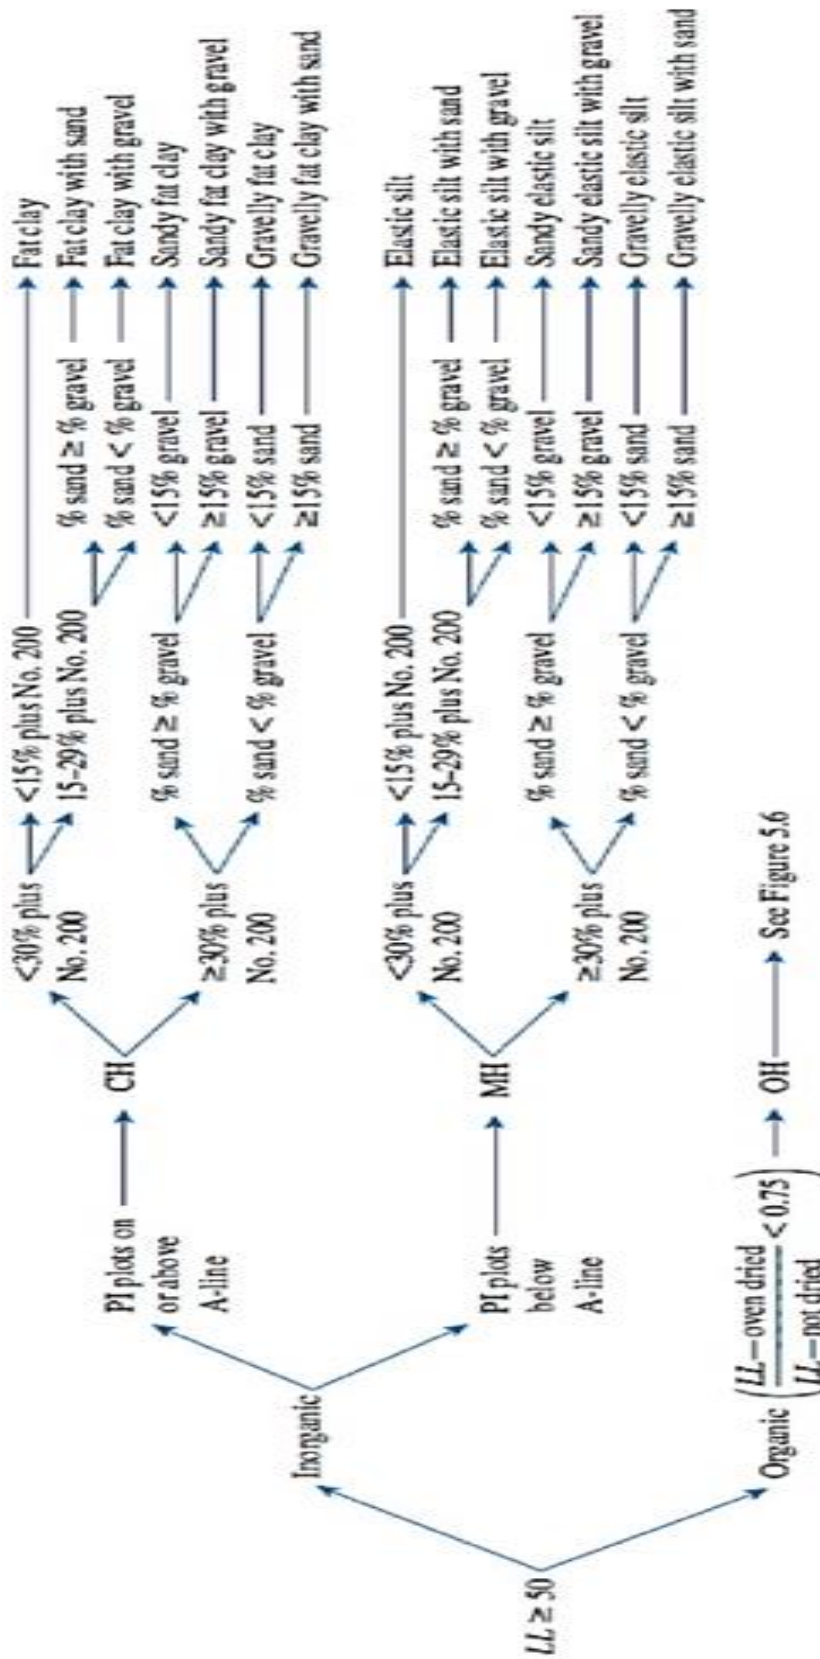 LL ≥ 50
Inorganic
PI plots on
or above
A-line
CH
<30% plus
No. 200
<15% plus No. 200
Fat clay
15–29% plus No. 200
% sand ≥ % gravel
Fat clay with sand
% sand < % gravel
Fat clay with gravel
≥30% plus
No. 200
% sand ≥ % gravel
<15% gravel
Sandy fat clay
≥15% gravel
Sandy fat clay with gravel
% sand < % gravel
<15% sand
Gravelly fat clay
≥15% sand
Gravelly fat clay with sand
PI plots
below
A-line
MH
<30% plus
No. 200
<15% plus No. 200
Elastic silt
15–29% plus No. 200
% sand ≥ % gravel
Elastic silt with sand
% sand < % gravel
Elastic silt with gravel
≥30% plus
No. 200
% sand ≥ % gravel
<15% gravel
Sandy elastic silt
≥15% gravel
Sandy elastic silt with gravel
% sand < % gravel
<15% sand
Gravelly elastic silt
≥15% sand
Gravelly elastic silt with sand
Organic (LL—oven dried / LL—not dried < 0.75)
OH
See Figure 5.6